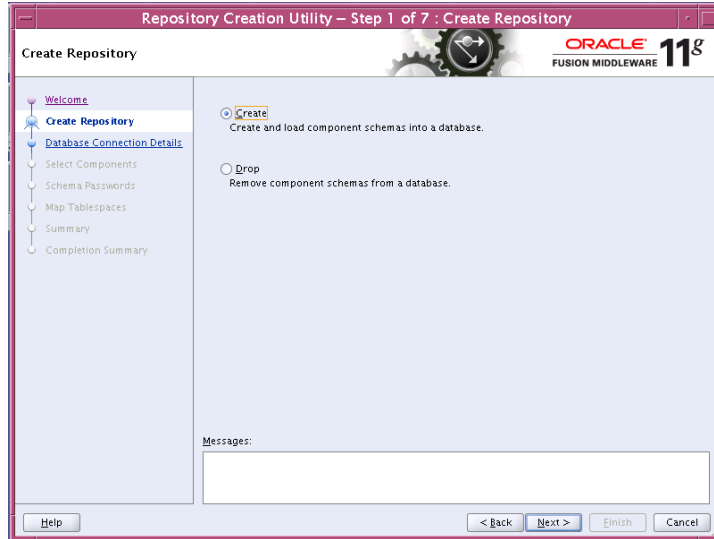 Repository Creation Utility – Step 1 of 7 : Create Repository
Create Repository
ORACLE
FUSION MIDDLEWARE 11g
Welcome
Create Repository
Database Connection Details
Select Components
Schema Passwords
Map Tablespaces
Summary
Completion Summary
Create
Create and load component schemas into a database.
Drop
Remove component schemas from a database.
Messages:
Help
< Back
Next >
Finish
Cancel